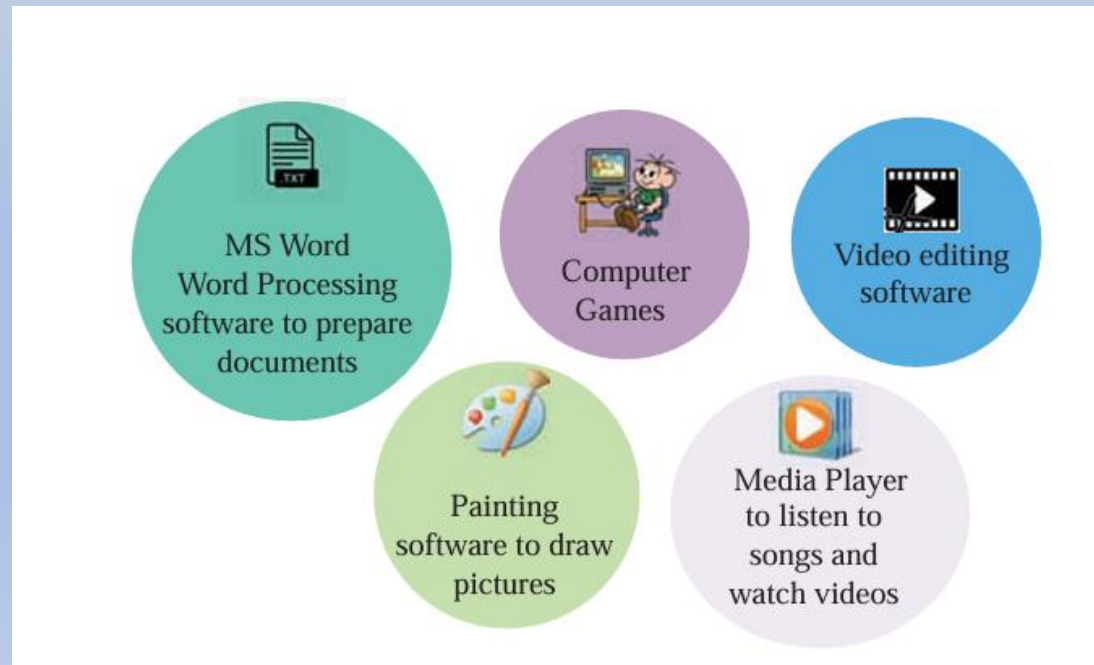 .TXT
MS Word
Word Processing
software to prepare
documents
Computer
Games
Video editing
software
Painting
software to draw
pictures
Media Player
to listen to
songs and
watch videos